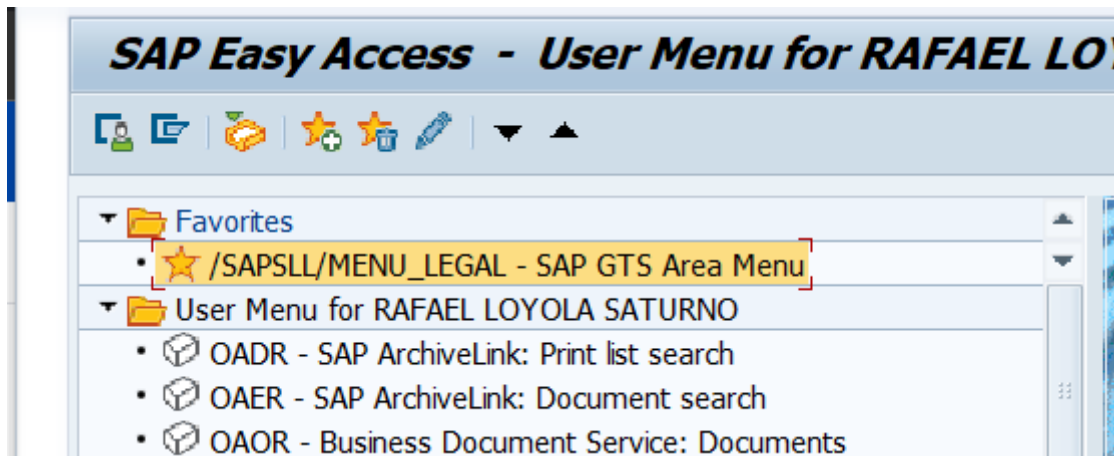 SAP Easy Access - User Menu for RAFAEL
Favorites
/SAPSLL/MENU_LEGAL - SAP GTS Area Menu
User Menu for RAFAEL LOYOLA SATURNO
OADR - SAP ArchiveLink: Print list search
OAER - SAP ArchiveLink: Document search
OAOR - Business Document Service: Documents